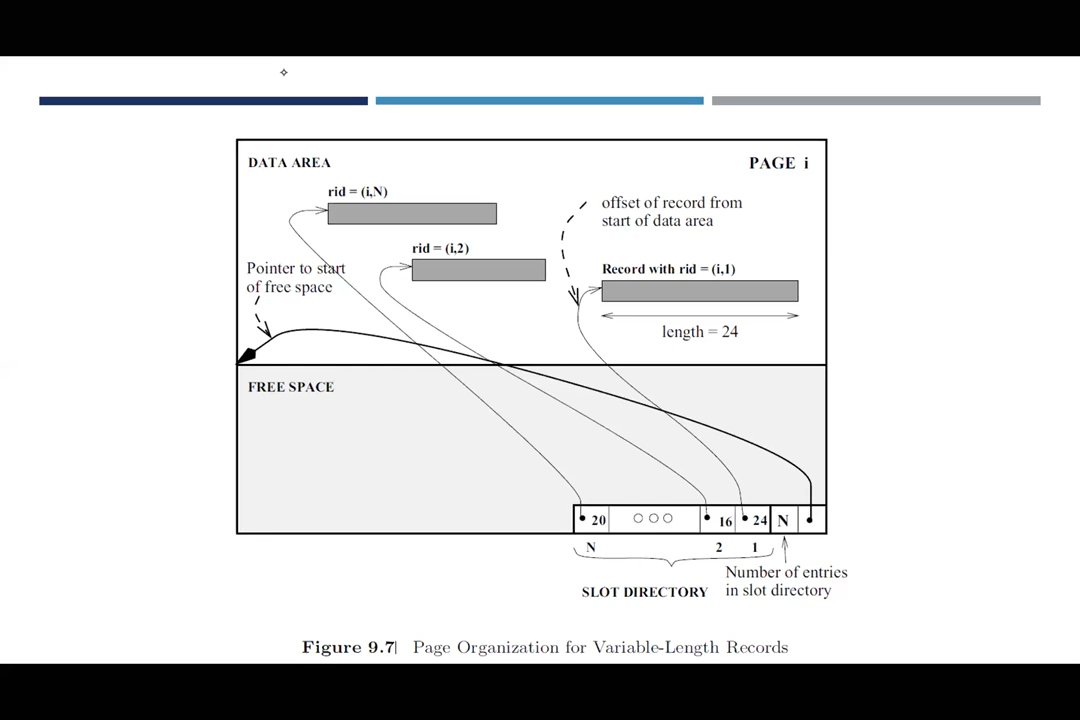 DATA AREA
PAGE i
rid = (i,N)
offset of record from
start of data area
rid = (i,2)
Pointer to start
of free space
Record with rid = (i,1)
length = 24
FREE SPACE
20
16
24
N
N
2
1
SLOT DIRECTORY
Number of entries
in slot directory
Figure 9.7 Page Organization for Variable-Length Records